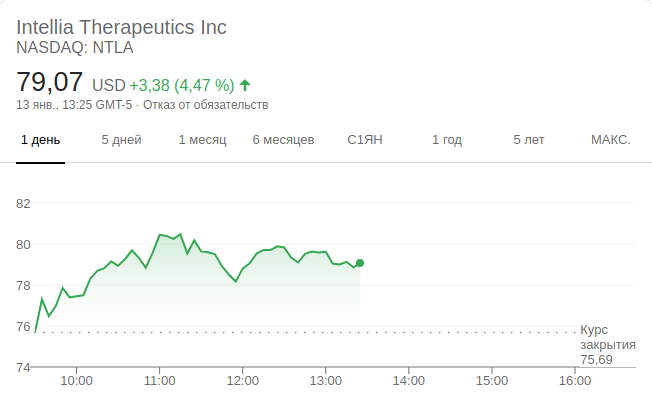 Intellia Therapeutics Inc
NASDAQ: NTLA
79,07 USD +3,38 (4,47 %)
13 янв., 13:25 GMT-5 · Отказ от обязательств
1 день 5 дней 1 месяц 6 месяцев С1ЯН 1 год 5 лет МАКС.
82
80
78
76
74
Курс
закрытия
75,69
10:00 11:00 12:00 13:00 14:00 15:00 16:00